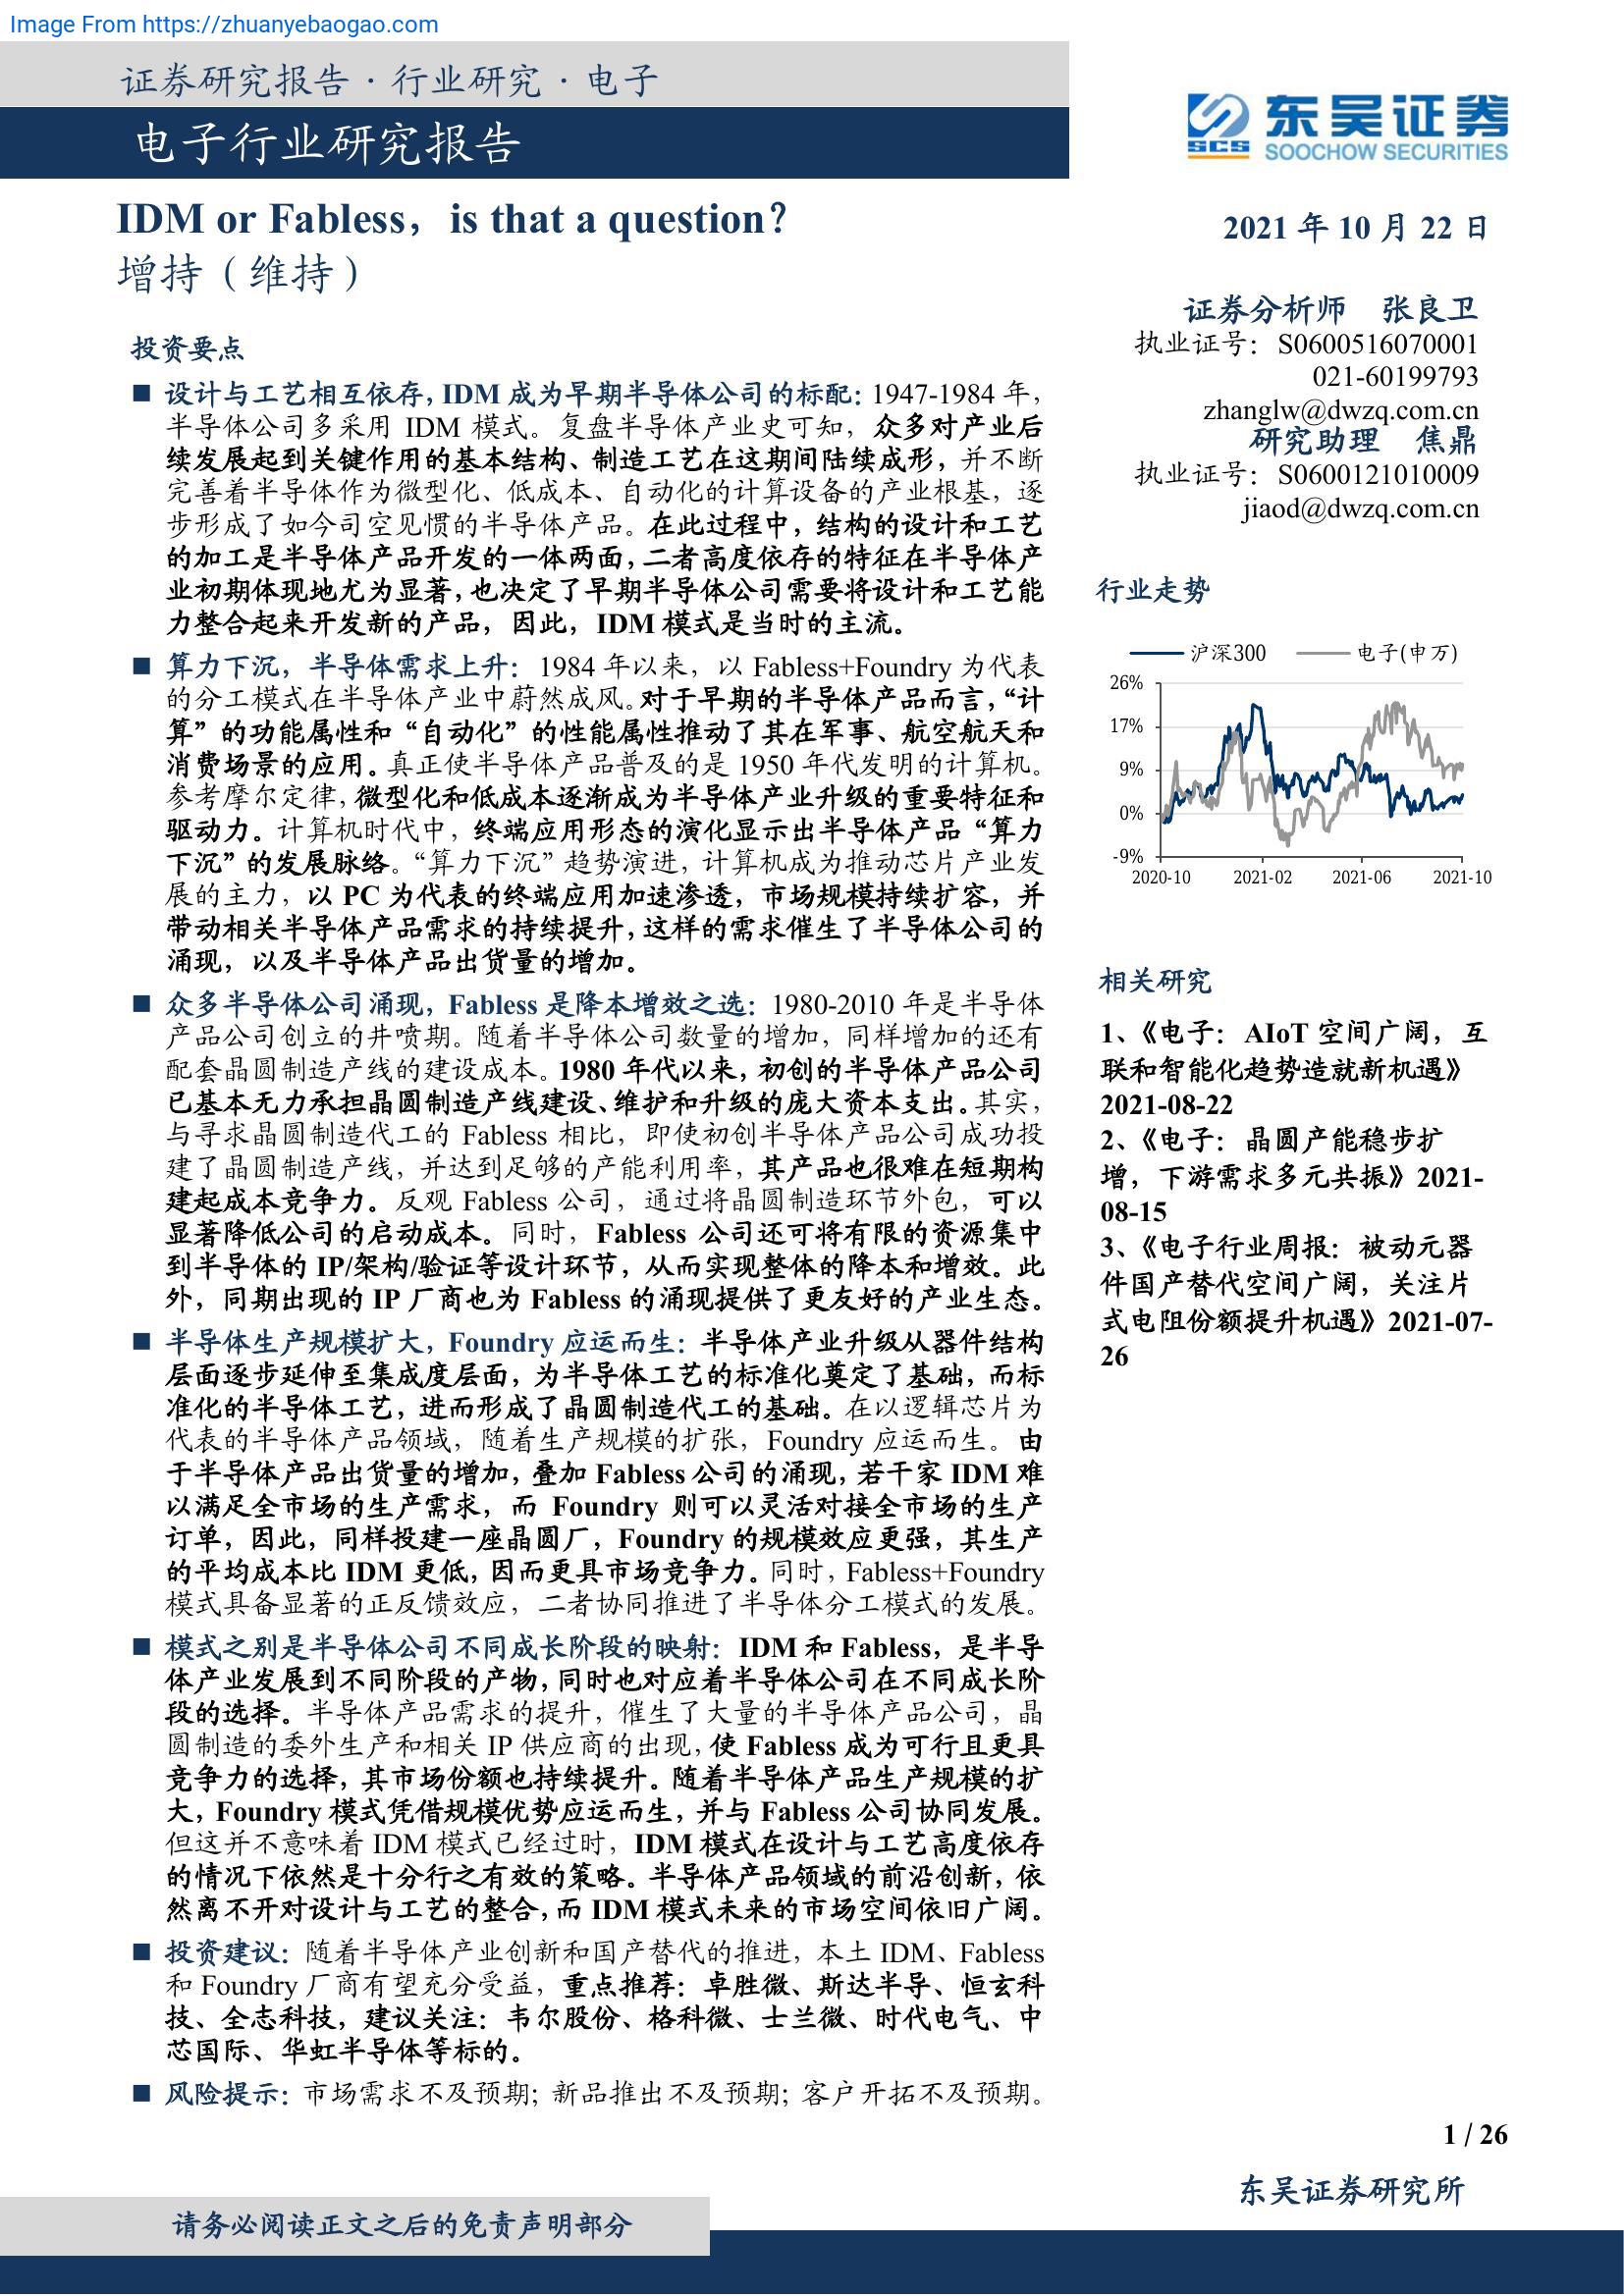 Image From https://zhuanyebaogao.com
证券研究报告·行业研究·电子
电子行业研究报告
东吴证券
SCS
SOOCHOW SECURITIES
IDM or Fabless，is that a question？
增持（维持）
2021 年 10 月 22 日
证券分析师 张良卫
执业证号：S0600516070001
021-60199793
zhanglw@dwzq.com.cn
研究助理 焦鼎
执业证号：S0600121010009
jiaod@dwzq.com.cn
投资要点
■ 设计与工艺相互依存，IDM 成为早期半导体公司的标配：1947-1984 年，
半导体公司多采用 IDM 模式。复盘半导体产业史可知，众多对产业后
续发展起到关键作用的基本结构、制造工艺在这期间陆续成形，并不断
完善着半导体作为微型化、低成本、自动化的计算设备的产业根基，逐
步形成了如今司空见惯的半导体产品。在此过程中，结构的设计和工艺
的加工是半导体产品开发的一体两面，二者高度依存的特征在半导体产
业初期体现地尤为显著，也决定了早期半导体公司需要将设计和工艺能
力整合起来开发新的产品，因此，IDM 模式是当时的主流。
■ 算力下沉，半导体需求上升：1984 年以来，以 Fabless+Foundry 为代表
的分工模式在半导体产业中蔚然成风。对于早期的半导体产品而言，“计
算”的功能属性和“自动化”的性能属性推动了其在军事、航空航天和
消费场景的应用。真正使半导体产品普及的是 1950 年代发明的计算机。
参考摩尔定律，微型化和低成本逐渐成为半导体产业升级的重要特征和
驱动力。计算机时代中，终端应用形态的演化显示出半导体产品“算力
下沉”的发展脉络。“算力下沉”趋势演进，计算机成为推动芯片产业发
展的主力，以 PC 为代表的终端应用加速渗透，市场规模持续扩容，并
带动相关半导体产品需求的持续提升，这样的需求催生了半导体公司的
涌现，以及半导体产品出货量的增加。
■ 众多半导体公司涌现，Fabless 是降本增效之选：1980-2010 年是半导体
产品公司创立的井喷期。随着半导体公司数量的增加，同样增加的还有
配套晶圆制造产线的建设成本。1980 年代以来，初创的半导体产品公司
已基本无力承担晶圆制造产线建设、维护和升级的庞大资本支出。其实，
与寻求晶圆制造代工的 Fabless 相比，即使初创半导体产品公司成功投
建了晶圆制造产线，并达到足够的产能利用率，其产品也很难在短期构
建起成本竞争力。反观 Fabless 公司，通过将晶圆制造环节外包，可以
显著降低公司的启动成本。同时，Fabless 公司还可将有限的资源集中
到半导体的 IP/架构/验证等设计环节，从而实现整体的降本和增效。此
外，同期出现的 IP 厂商也为 Fabless 的涌现提供了更友好的产业生态。
■ 半导体生产规模扩大，Foundry 应运而生：半导体产业升级从器件结构
层面逐步延伸至集成度层面，为半导体工艺的标准化奠定了基础，而标
准化的半导体工艺，进而形成了晶圆制造代工的基础。在以逻辑芯片为
代表的半导体产品领域，随着生产规模的扩张，Foundry 应运而生。由
于半导体产品出货量的增加，叠加 Fabless 公司的涌现，若干家 IDM 难
以满足全市场的生产需求，而 Foundry 则可以灵活对接全市场的生产
订单，因此，同样投建一座晶圆厂，Foundry 的规模效应更强，其生产
的平均成本比 IDM 更低，因而更具市场竞争力。同时，Fabless+Foundry
模式具备显著的正反馈效应，二者协同推进了半导体分工模式的发展。
■ 模式之别是半导体公司不同成长阶段的映射：IDM 和 Fabless，是半导
体产业发展到不同阶段的产物，同时也对应着半导体公司在不同成长阶
段的选择。半导体产品需求的提升，催生了大量的半导体产品公司，晶
圆制造的委外生产和相关 IP 供应商的出现，使 Fabless 成为可行且更具
竞争力的选择，其市场份额也持续提升。随着半导体产品生产规模的扩
大，Foundry 模式凭借规模优势应运而生，并与 Fabless 公司协同发展。
但这并不意味着 IDM 模式已经过时，IDM 模式在设计与工艺高度依存
的情况下依然是十分行之有效的策略。半导体产品领域的前沿创新，依
然离不开对设计与工艺的整合，而 IDM 模式未来的市场空间依旧广阔。
■ 投资建议：随着半导体产业创新和国产替代的推进，本土 IDM、Fabless
和 Foundry 厂商有望充分受益，重点推荐：卓胜微、斯达半导、恒玄科
技、全志科技，建议关注：韦尔股份、格科微、士兰微、时代电气、中
芯国际、华虹半导体等标的。
■ 风险提示：市场需求不及预期；新品推出不及预期；客户开拓不及预期。
行业走势
沪深300 电子(申万)
26%
17%
9%
0%
-9%
2020-10 2021-02 2021-06 2021-10
相关研究
1、《电子：AIoT 空间广阔，互
联和智能化趋势造就新机遇》
2021-08-22
2、《电子：晶圆产能稳步扩
增，下游需求多元共振》2021-
08-15
3、《电子行业周报：被动元器
件国产替代空间广阔，关注片
式电阻份额提升机遇》2021-07-
26
1 / 26
东吴证券研究所
请务必阅读正文之后的免责声明部分